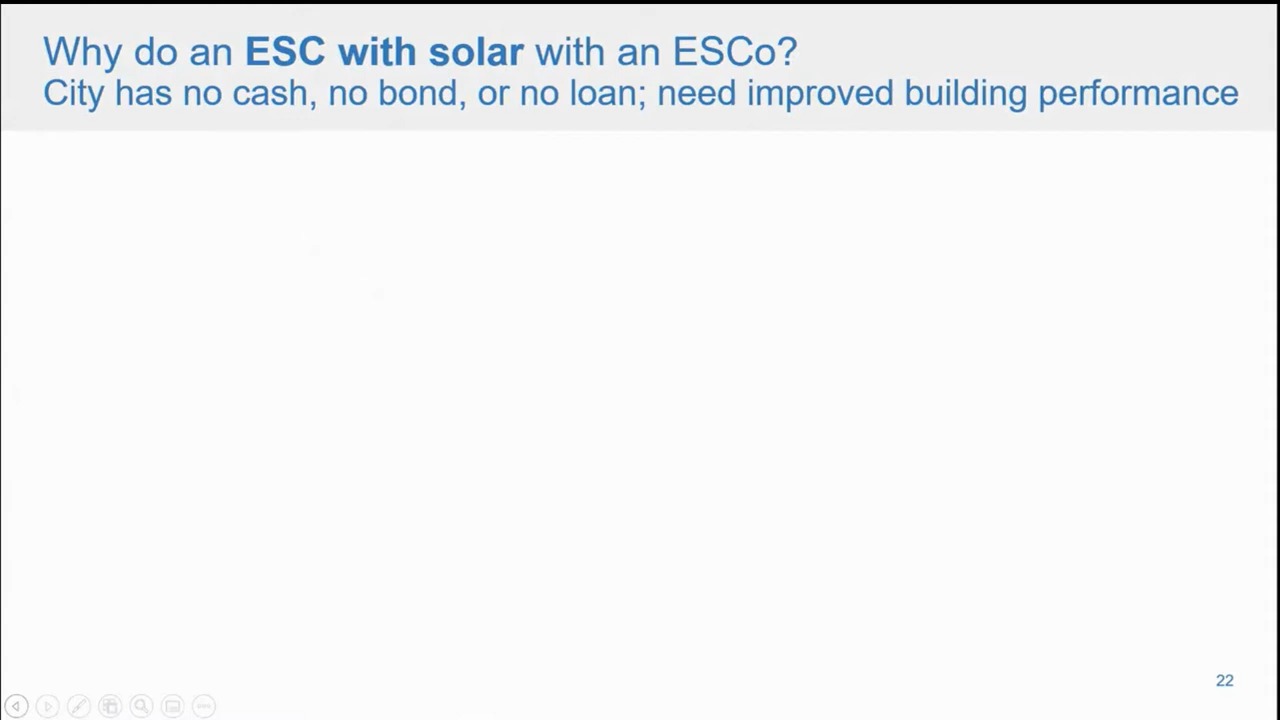 Why do an ESC with solar with an ESCo?
City has no cash, no bond, or no loan; need improved building performance
22